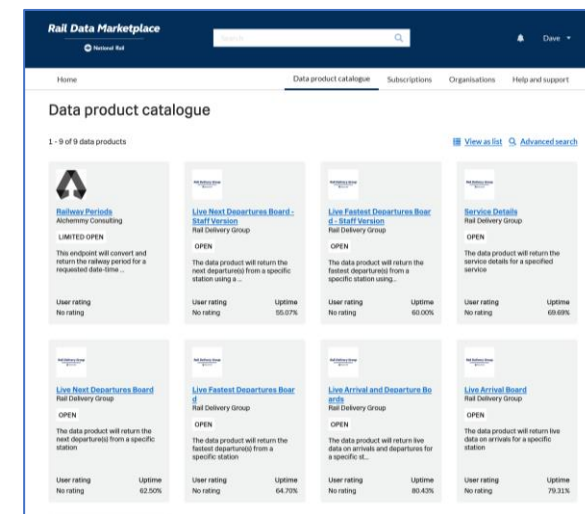 Rail Data Marketplace
National Rail
Search
Dave
Home
Data product catalogue
Subscriptions
Organisations
Help and support
Data product catalogue
1 - 9 of 9 data products
View as list
Advanced search
Railway Periods
Alchemmy Consulting
LIMITED OPEN
This endpoint will convert and
return the railway period for a
requested date-time ...
User rating
No rating
Live Next Departures Board -
Staff Version
Rail Delivery Group
OPEN
The data product will return the
next departure(s) from a specific
station using a ...
User rating Uptime
No rating 55.07%
Live Fastest Departures Boar
d - Staff Version
Rail Delivery Group
OPEN
The data product will return the
fastest departure(s) from a
specific station using...
User rating Uptime
No rating 60.00%
Service Details
Rail Delivery Group
OPEN
The data product will return the
service details for a specified
service
User rating Uptime
No rating 69.69%
Live Next Departures Board
Rail Delivery Group
OPEN
The data product will return the
next departure(s) from a specific
station
User rating Uptime
No rating 62.50%
Live Fastest Departures Boar
d
Rail Delivery Group
OPEN
The data product will return the
fastest departure(s) from a
specific station
User rating Uptime
No rating 64.70%
Live Arrival and Departure Bo
ards
Rail Delivery Group
OPEN
The data product will return live
data on arrivals and departures for
a specific st...
User rating Uptime
No rating 80.43%
Live Arrival Board
Rail Delivery Group
OPEN
The data product will return live
data on arrivals for a specific
station
User rating Uptime
No rating 79.31%